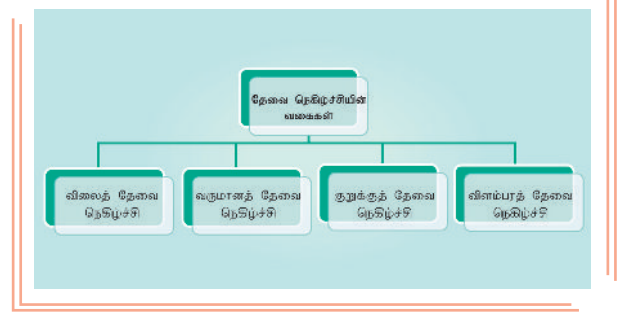 தேவை நெகிழ்ச்சியின்
வகைகள்
விலைத் தேவை
நெகிழ்ச்சி
வருமானத் தேவை
நெகிழ்ச்சி
குறுக்குத் தேவை
நெகிழ்ச்சி
விளம்பரத் தேவை
நெகிழ்ச்சி